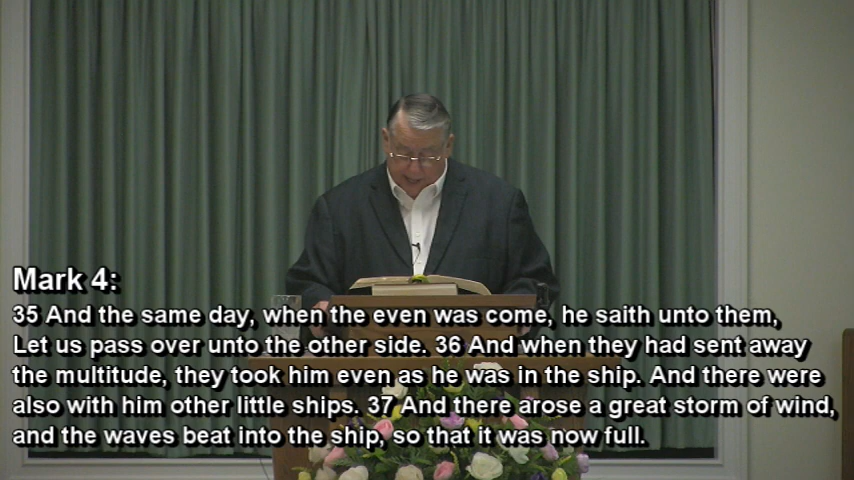 Mark 4:
35 And the same day, when the even was come, he saith unto them,
Let us pass over unto the other side. 36 And when they had sent away
the multitude, they took him even as he was in the ship. And there were
also with him other little ships. 37 And there arose a great storm of wind,
and the waves beat into the ship, so that it was now full.